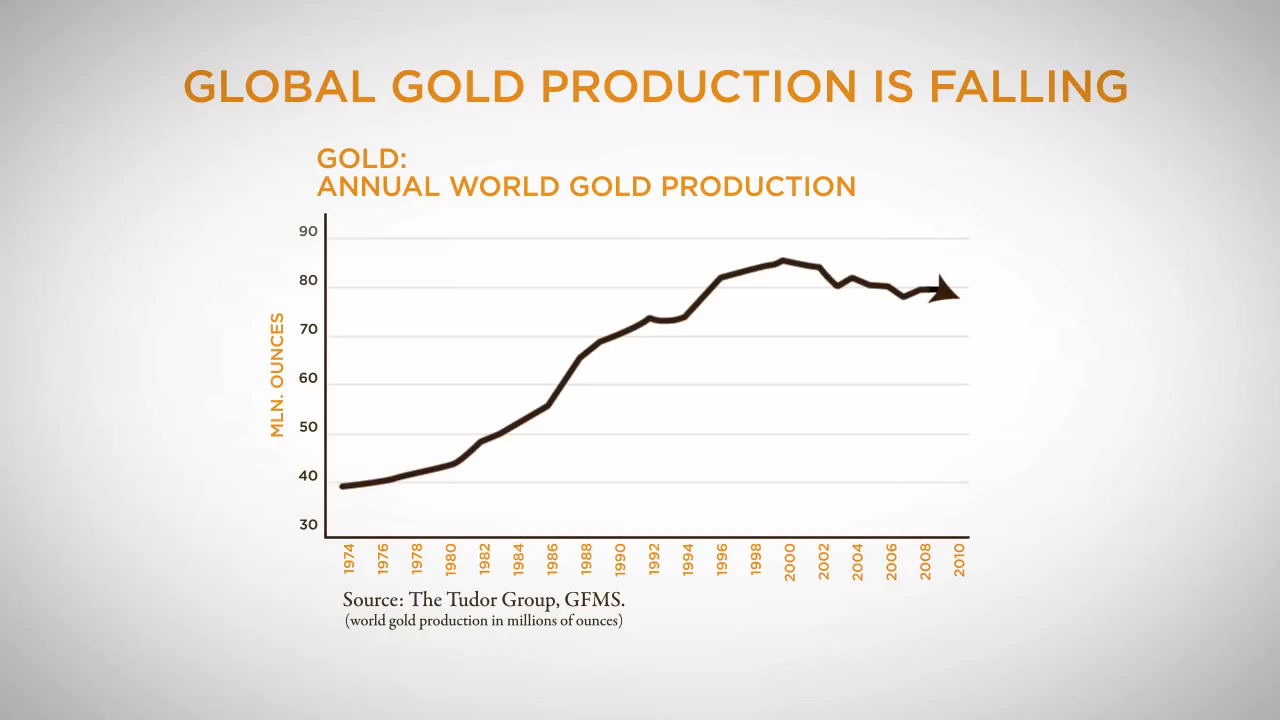 GLOBAL GOLD PRODUCTION IS FALLING
GOLD:
ANNUAL WORLD GOLD PRODUCTION
MLN. OUNCES
90
80
70
60
50
40
30
1974 1976 1978 1980 1982 1984 1986 1988 1990 1992 1994 1996 1998 2000 2002 2004 2006 2008 2010
Source: The Tudor Group, GFMS.
(world gold production in millions of ounces)